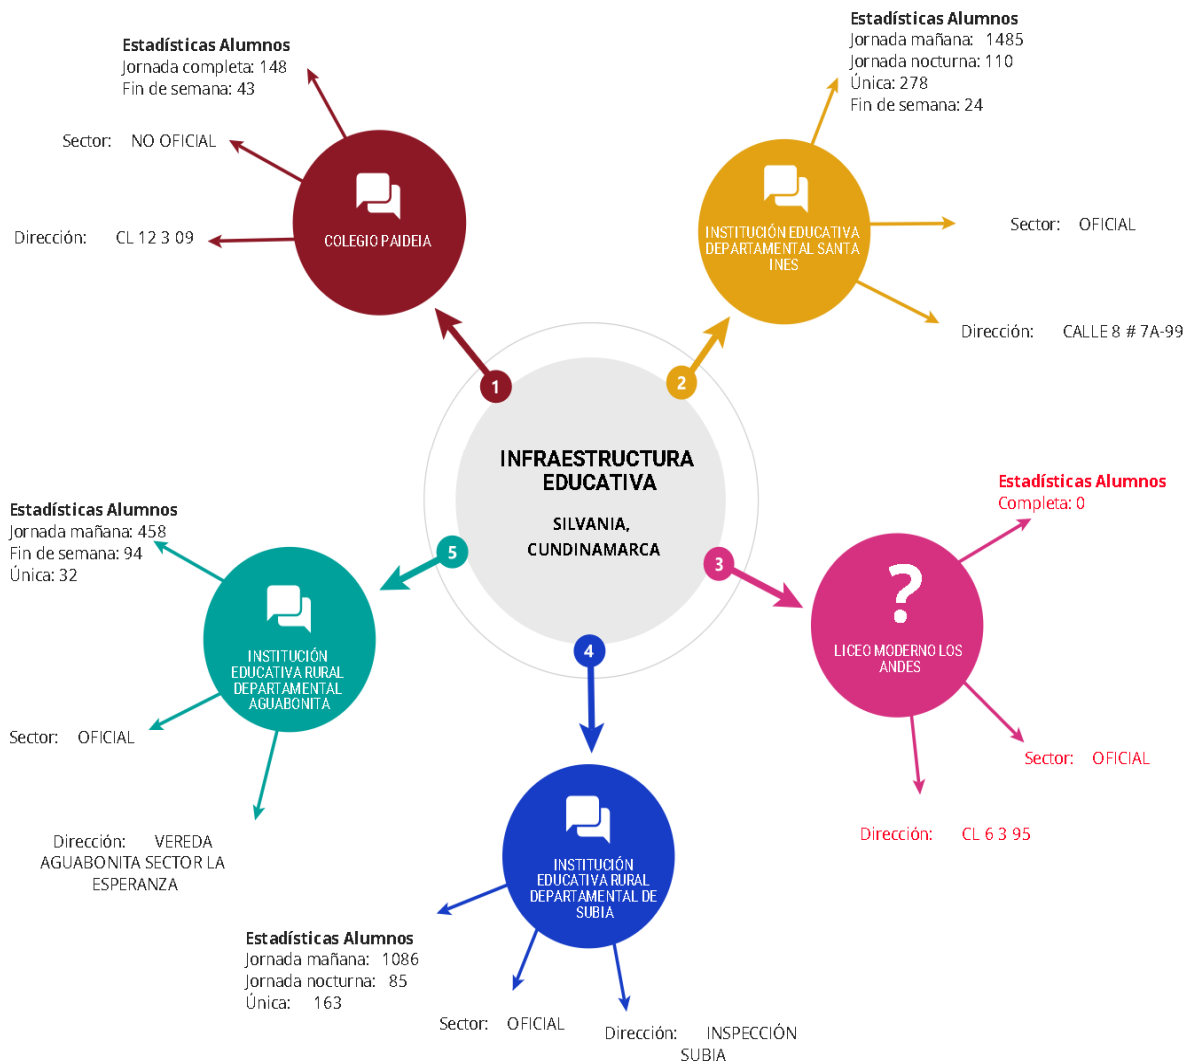 INFRAESTRUCTURA
EDUCATIVA
SILVANIA,
CUNDINAMARCA
1
COLEGIO PAIDEIA
Estadísticas Alumnos
Jornada completa: 148
Fin de semana: 43
Sector: NO OFICIAL
Dirección: CL 12 3 09
2
INSTITUCIÓN EDUCATIVA
DEPARTAMENTAL SANTA
INES
Estadísticas Alumnos
Jornada mañana: 1485
Jornada nocturna: 110
Única: 278
Fin de semana: 24
Sector: OFICIAL
Dirección: CALLE 8 # 7A-99
3
?
LICEO MODERNO LOS
ANDES
Estadísticas Alumnos
Completa: 0
Sector: OFICIAL
Dirección: CL 6 3 95
4
INSTITUCIÓN
EDUCATIVA RURAL
DEPARTAMENTAL DE
SUBIA
Estadísticas Alumnos
Jornada mañana: 1086
Jornada nocturna: 85
Única: 163
Sector: OFICIAL
Dirección: INSPECCIÓN
SUBIA
5
INSTITUCIÓN
EDUCATIVA RURAL
DEPARTAMENTAL
AGUABONITA
Estadísticas Alumnos
Jornada mañana: 458
Fin de semana: 94
Única: 32
Sector: OFICIAL
Dirección: VEREDA
AGUABONITA SECTOR LA
ESPERANZA